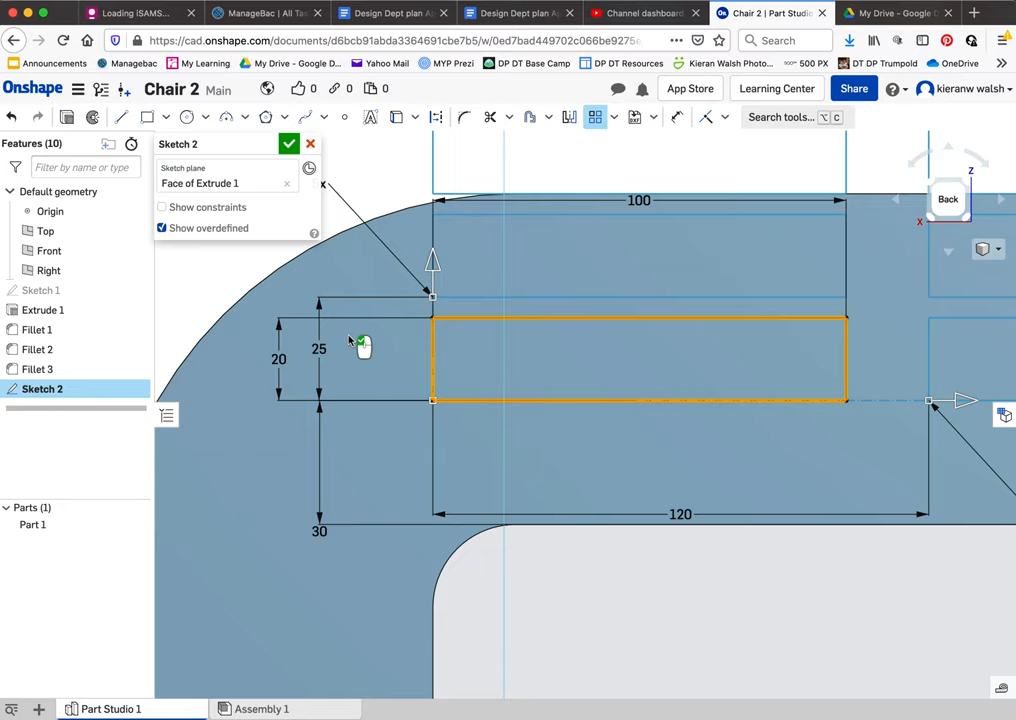 Loading iSAMS...
ManageBac | All Tas
Design Dept plan Ap
Design Dept plan Ap
Channel dashboard
Chair 2 | Part Studio
My Drive - Google D
https://cad.onshape.com/documents/d6bcb91abda3364691cbe7b5/w/0ed7bad449702c066be9275e
Search
Announcements
Managebac
My Learning
My Drive - Google D...
Yahoo Mail
MYP Prezi
DP DT Base Camp
DP DT Resources
Kieran Walsh Photo...
500 PX
DT DP Trumpold
OneDrive
Onshape
Chair 2 Main
0
0
0
App Store
Learning Center
Share
kieranw walsh
Search tools...
C
Features (10)
Filter by name or type
Default geometry
Origin
Top
Front
Right
Sketch 1
Extrude 1
Fillet 1
Fillet 2
Fillet 3
Sketch 2
Parts (1)
Part 1
Sketch 2
Sketch plane
Face of Extrude 1
Show constraints
Show overdefined
x
100
25
20
120
30
Z
Back
X
Part Studio 1
Assembly 1